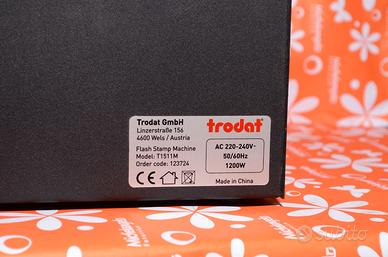 Trodat GmbH
Linzerstraße 156
4600 Wels / Austria
Flash Stamp Machine
Model: T1511M
Order code: 123724
trodat
AC 220-240V~
50/60Hz
1200W
Made in China
subito